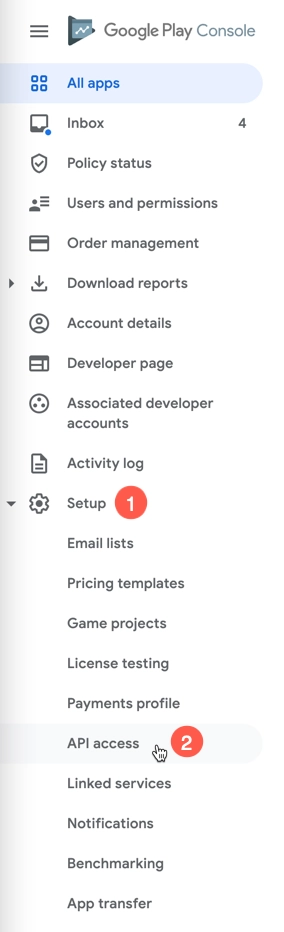 Google Play Console
All apps
Inbox 4
Policy status
Users and permissions
Order management
Download reports
Account details
Developer page
Associated developer
accounts
Activity log
Setup 1
Email lists
Pricing templates
Game projects
License testing
Payments profile
API access 2
Linked services
Notifications
Benchmarking
App transfer